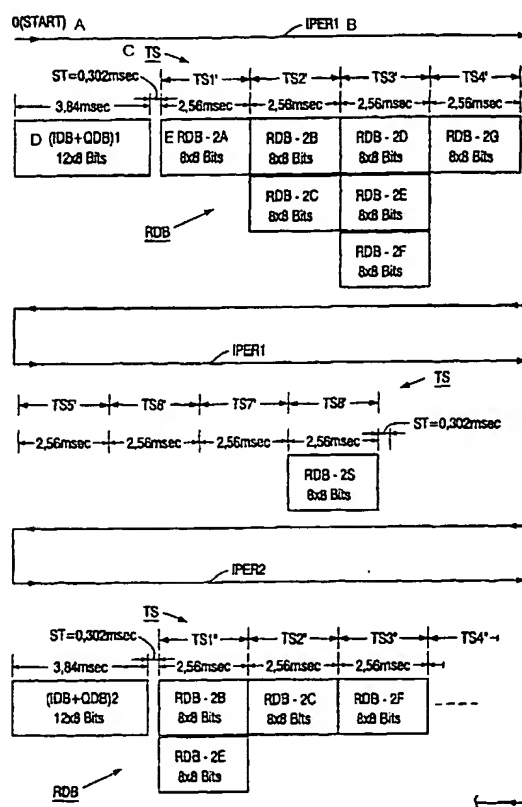 0(START) A IPER1 B
C TS
ST=0,302msec TS1' TS2' TS3' TS4'
3,84msec 2,56msec 2,56msec 2,56msec 2,56msec
D (IDB+QDB)1 E RDB-2A RDB - 2B RDB - 2D RDB - 2G
12x8 Bits 8x8 Bits 8x8 Bits 8x8 Bits 8x8 Bits
RDB - 2C RDB - 2E
8x8 Bits 8x8 Bits
RDB
RDB - 2F
8x8 Bits
IPER1
TS
TS5' TS6' TS7' TS8'
ST=0,302msec
2,56msec 2,56msec 2,56msec 2,56msec
RDB - 2S
8x8 Bits
IPER2
TS
ST=0,302msec TS1" TS2" TS3" TS4"
3,84msec 2,56msec 2,56msec 2,56msec
(IDB+QDB)2 RDB - 2B RDB - 2C RDB - 2F
12x8 Bits 8x8 Bits 8x8 Bits 8x8 Bits
RDB - 2E
8x8 Bits
RDB